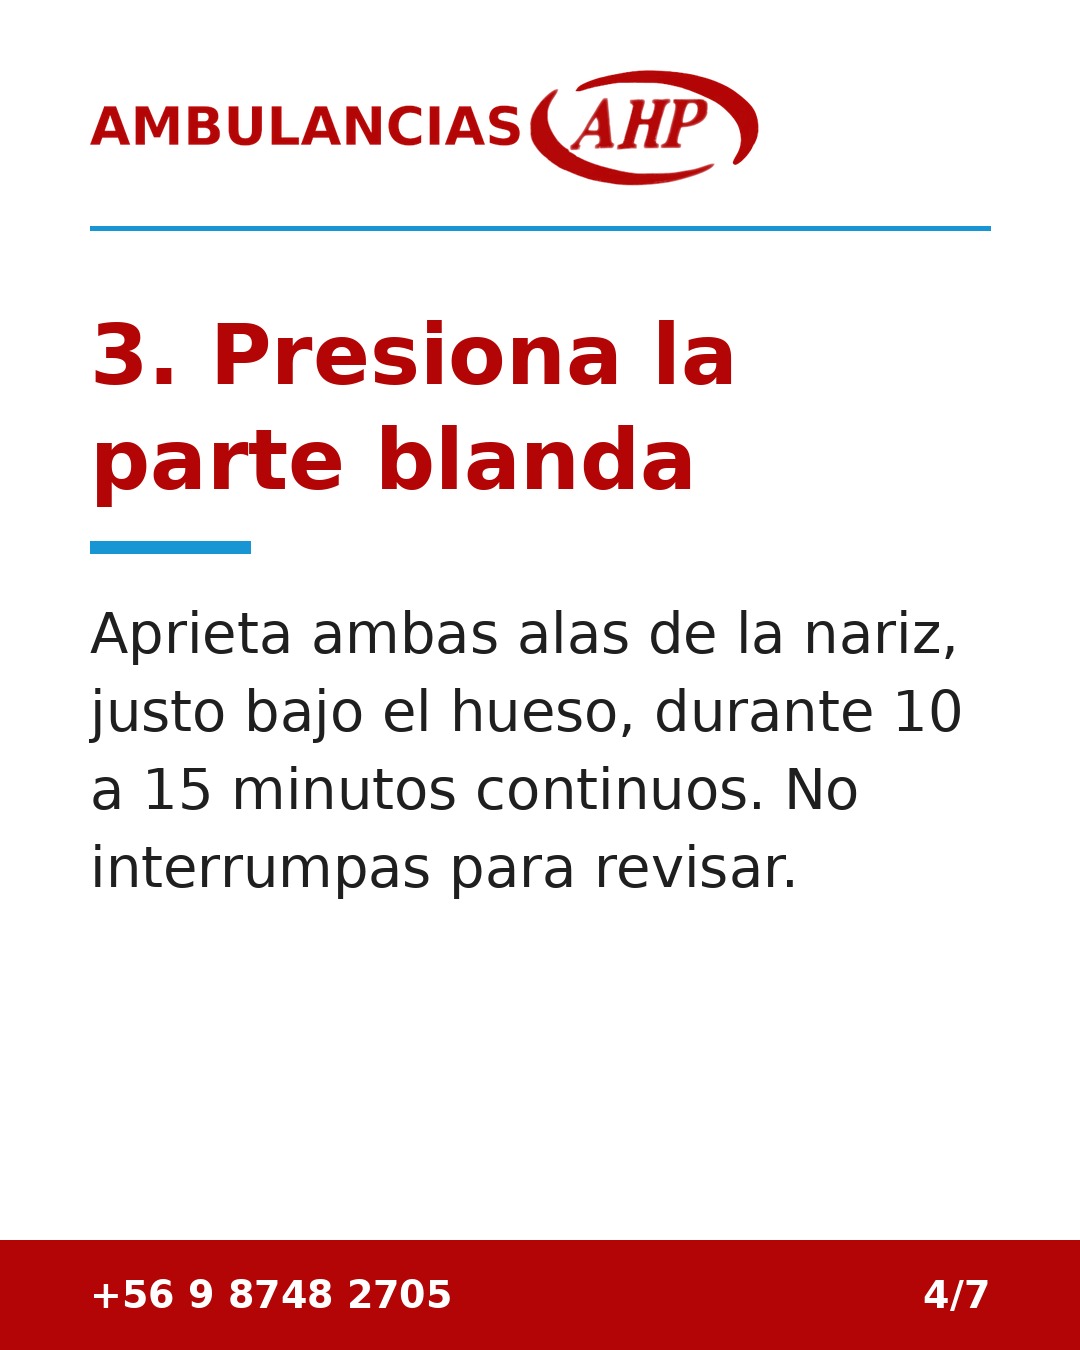 AMBULANCIAS AHP
3. Presiona la
parte blanda
Aprieta ambas alas de la nariz,
justo bajo el hueso, durante 10
a 15 minutos continuos. No
interrumpas para revisar.
+56 9 8748 2705
4/7